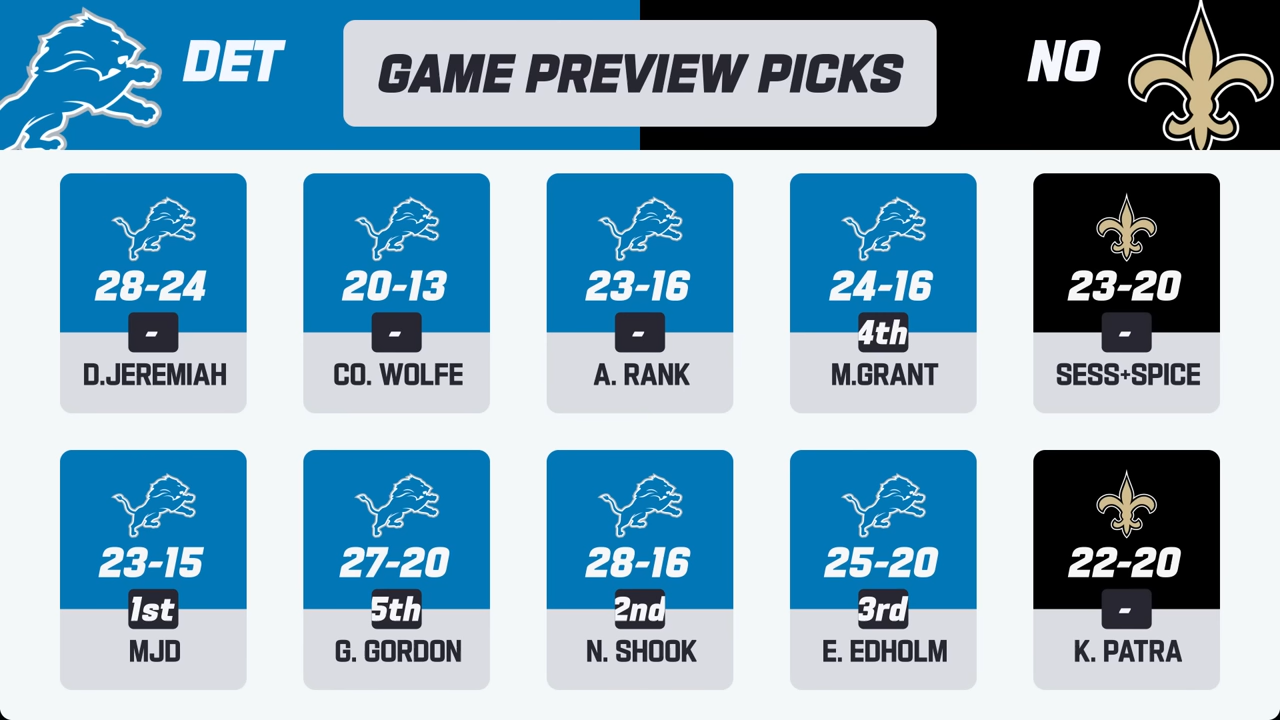 DET
GAME PREVIEW PICKS
NO
28-24
-
D.JEREMIAH
20-13
-
CO. WOLFE
23-16
-
A. RANK
24-16
4th
M.GRANT
23-20
-
SESS+SPICE
23-15
1st
MJD
27-20
5th
G. GORDON
28-16
2nd
N. SHOOK
25-20
3rd
E. EDHOLM
22-20
-
K. PATRA